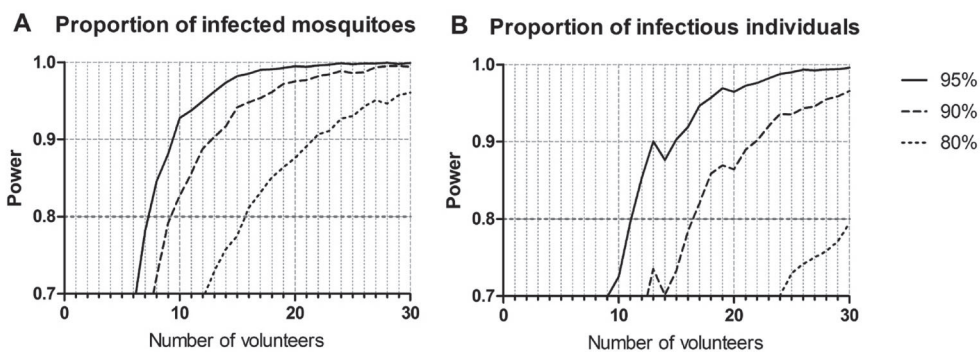 A Proportion of infected mosquitoes
1.0
0.9
0.8
0.7
Power
0 10 20 30
Number of volunteers
B Proportion of infectious individuals
1.0
0.9
0.8
0.7
Power
0 10 20 30
Number of volunteers
95%
90%
80%